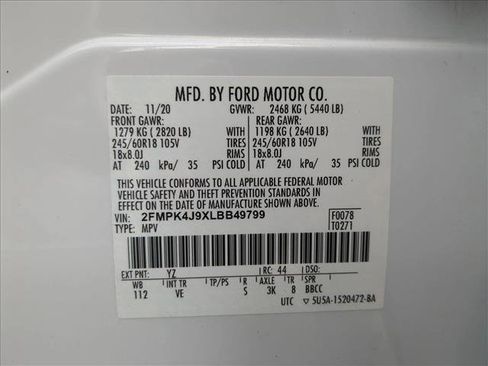 MFD. BY FORD MOTOR CO.
DATE: 11/20 GVWR: 2468 KG ( 5440 LB)
FRONT GAWR: REAR GAWR:
1279 KG ( 2820 LB) WITH 1198 KG ( 2640 LB) WITH
245/60R18 105V TIRES 245/60R18 105V TIRES
18x8.0J RIMS 18x8.0J RIMS
AT 240 kPa/ 35 PSI COLD AT 240 kPa/ 35 PSI COLD
THIS VEHICLE CONFORMS TO ALL APPLICABLE FEDERAL MOTOR
VEHICLE SAFETY AND THEFT PREVENTION STANDARDS IN
EFFECT ON THE DATE OF MANUFACTURE SHOWN ABOVE.
VIN: 2FMPK4J9XLBB49799 F0078
TYPE: MPV T0271
EXT PNT: YZ RC: 44 DSO:
WB INT TR TP/PS R AXLE TR SPR
112 VE S 3K 8 BBCC
UTC ▽ 5U5A-1520472-BA